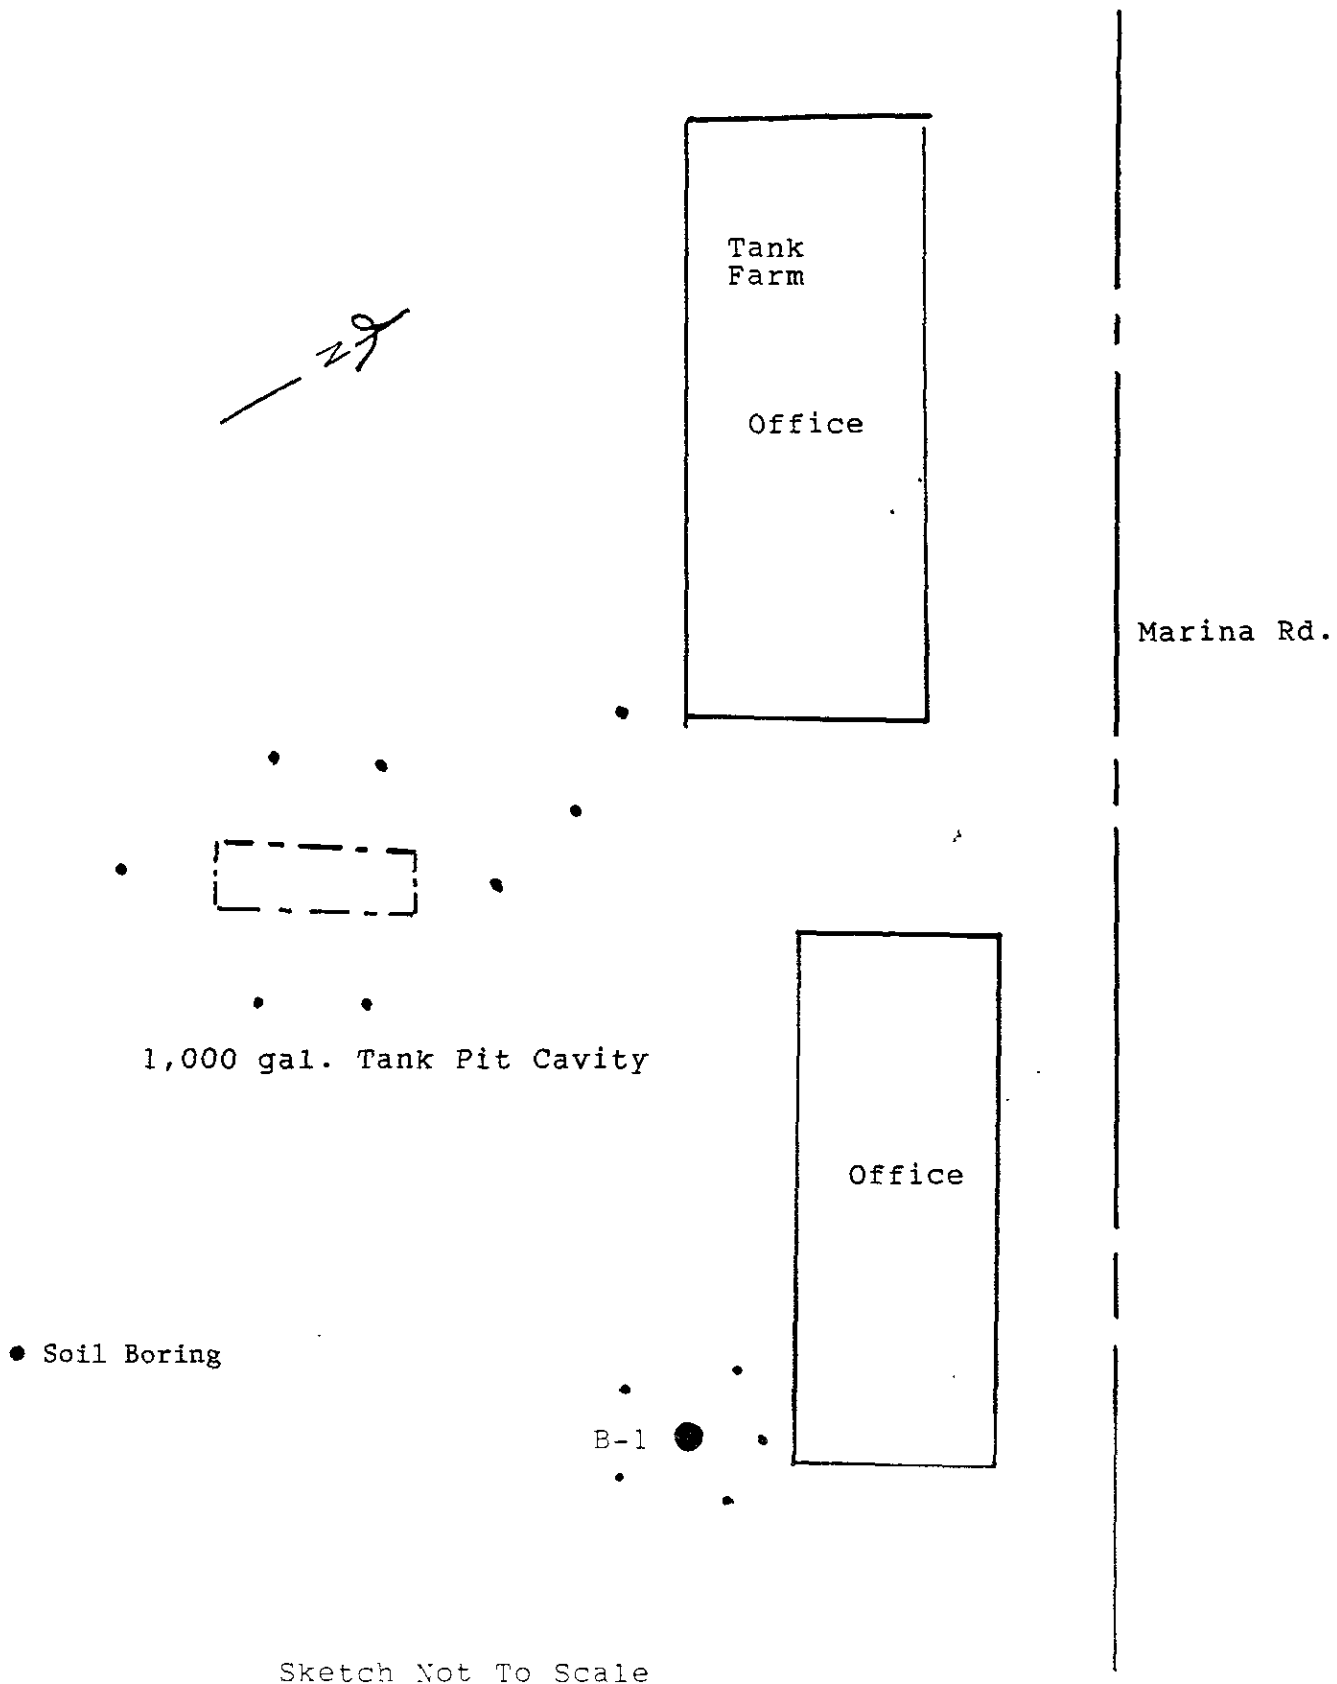 Tank
Farm
N
Office
Marina Rd.
1,000 gal. Tank Pit Cavity
Office
● Soil Boring
B-1
Sketch Not To Scale